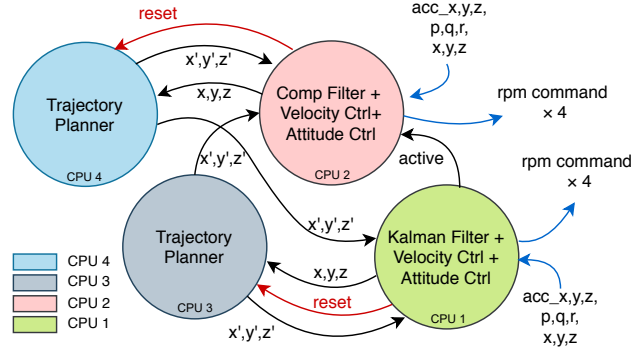 reset
acc_x,y,z,
p,q,r,
x,y,z
x',y',z'
x,y,z
Trajectory
Planner
CPU 4
Comp Filter +
Velocity Ctrl+
Attitude Ctrl
CPU 2
rpm command
× 4
x',y',z'
active
rpm command
× 4
Trajectory
Planner
CPU 3
x',y',z'
Kalman Filter +
Velocity Ctrl +
Attitude Ctrl
CPU 1
x,y,z
reset
x',y',z'
acc_x,y,z,
p,q,r,
x,y,z
CPU 4
CPU 3
CPU 2
CPU 1